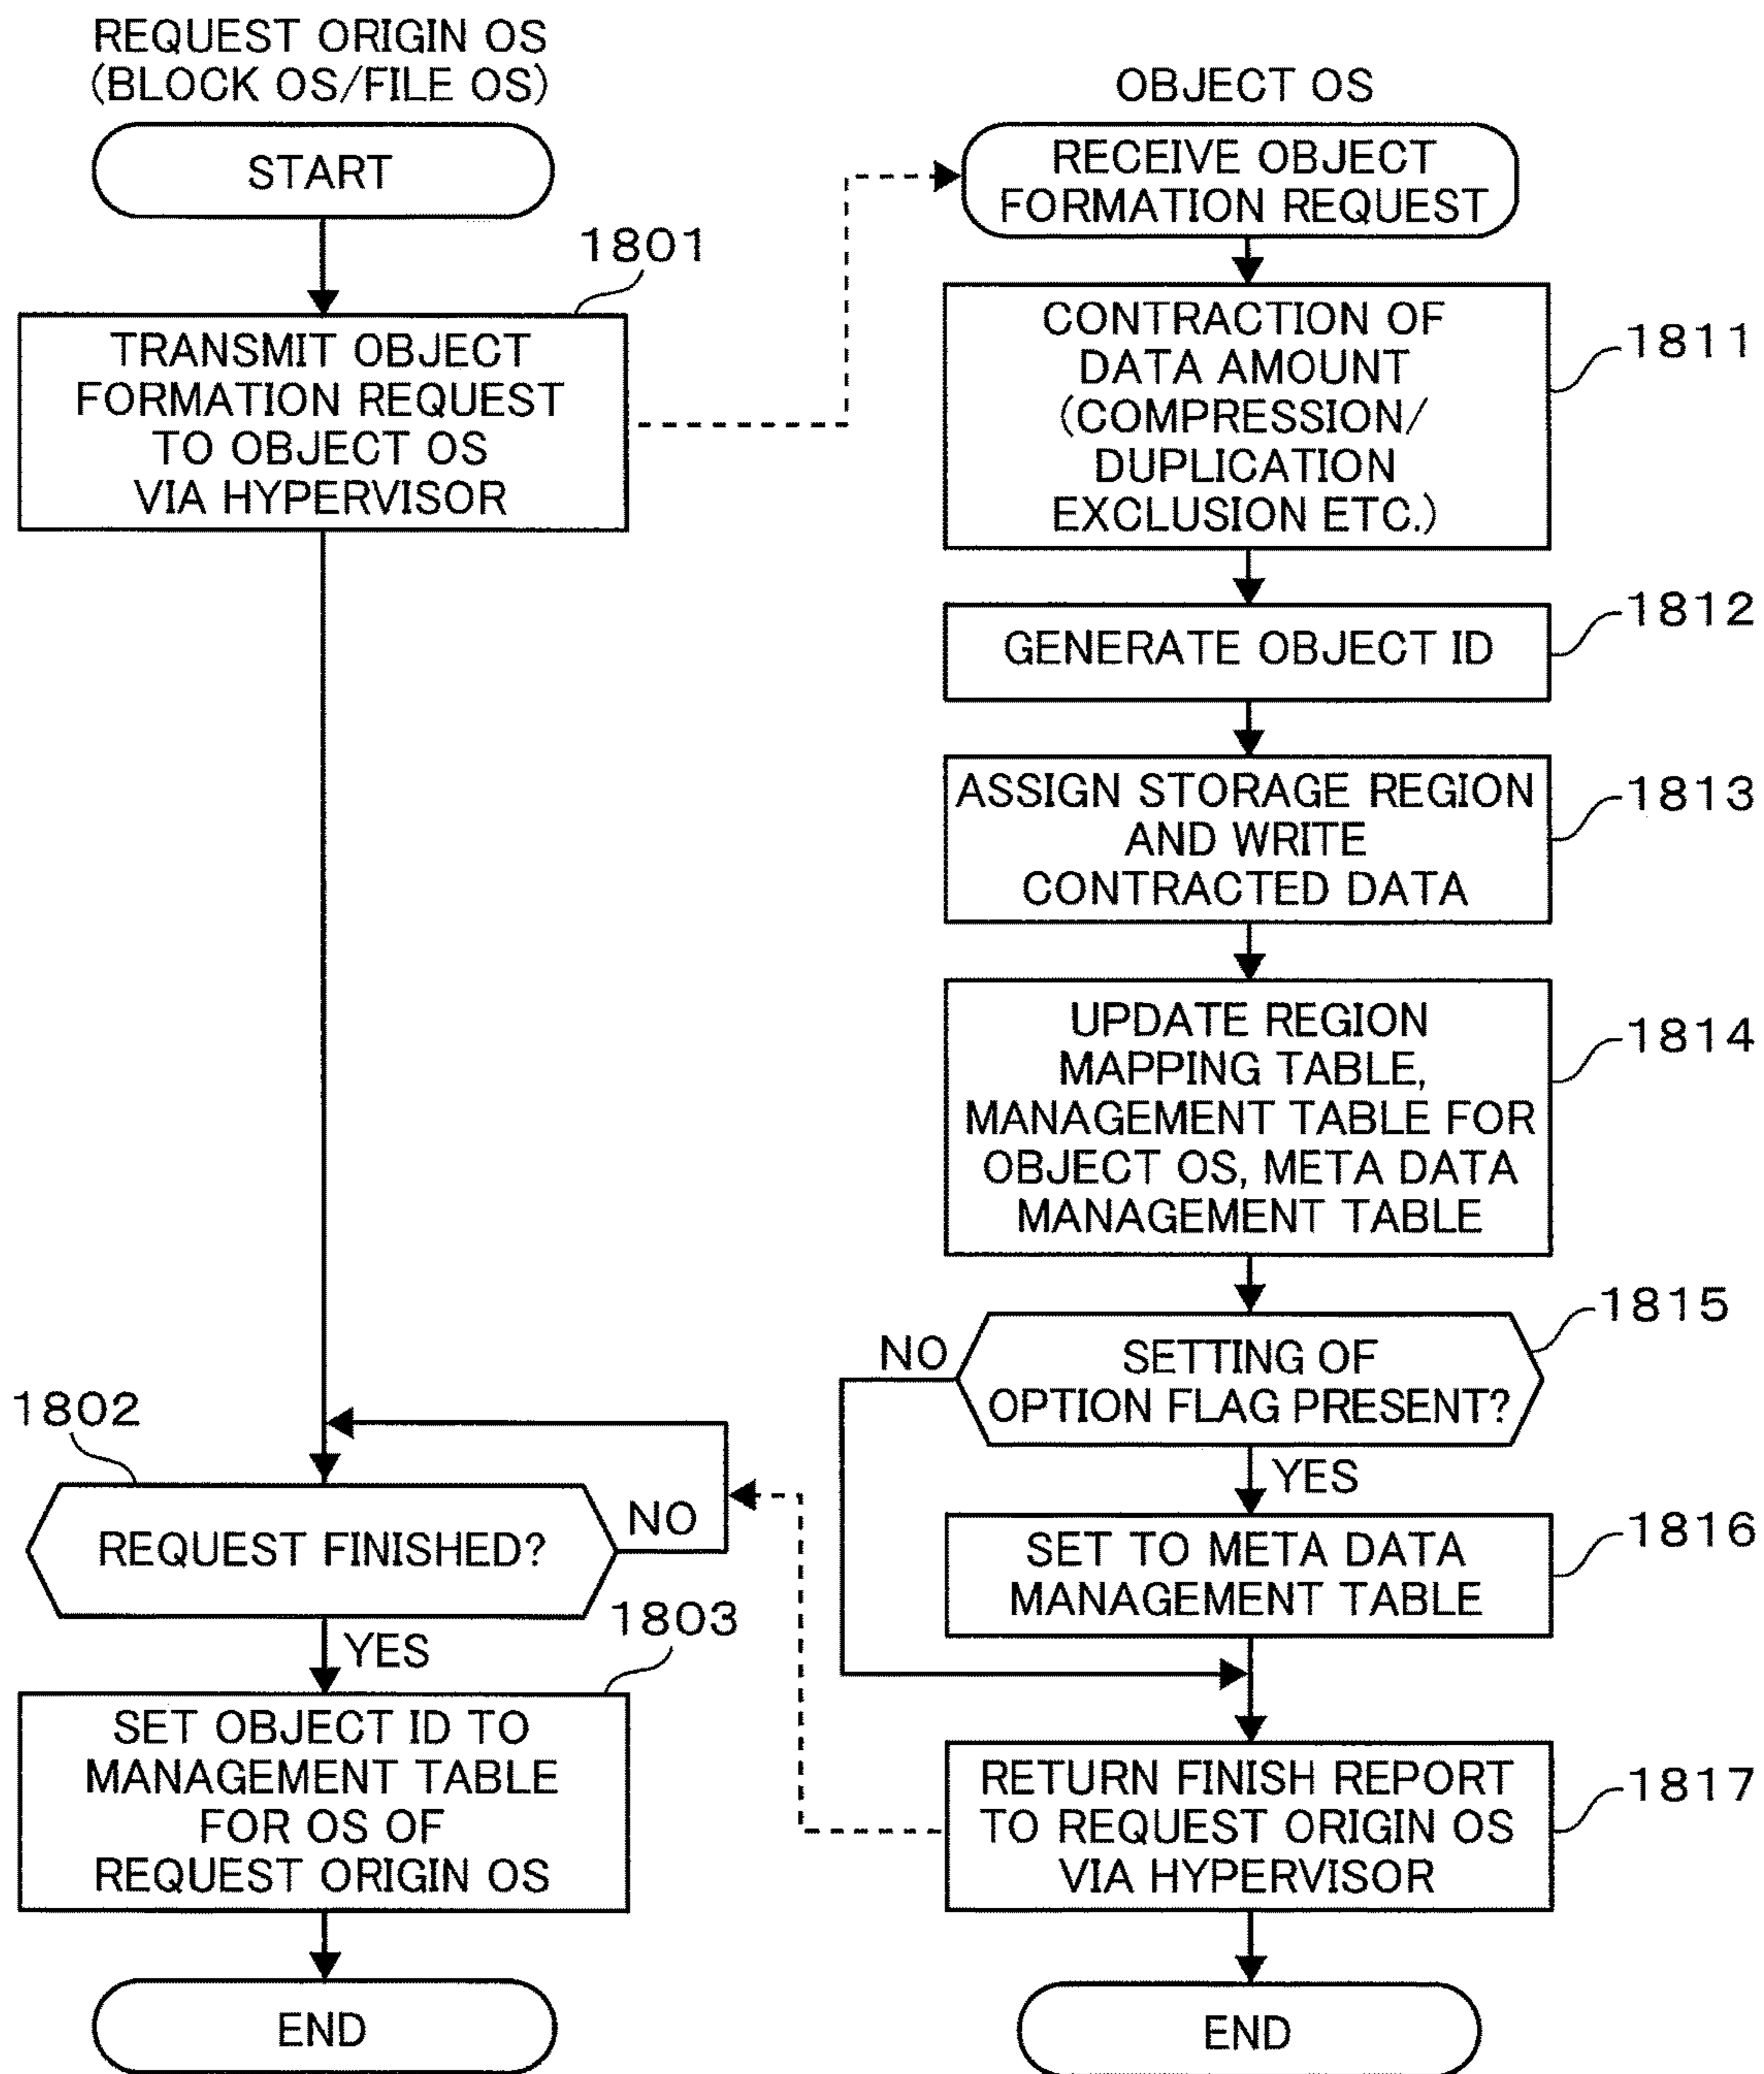 REQUEST ORIGIN OS
(BLOCK OS/FILE OS)
START
1801
TRANSMIT OBJECT
FORMATION REQUEST
TO OBJECT OS
VIA HYPERVISOR
1802
REQUEST FINISHED?
NO
YES
1803
SET OBJECT ID TO
MANAGEMENT TABLE
FOR OS OF
REQUEST ORIGIN OS
END
OBJECT OS
RECEIVE OBJECT
FORMATION REQUEST
CONTRACTION OF
DATA AMOUNT
(COMPRESSION/
DUPLICATION
EXCLUSION ETC.)
1811
GENERATE OBJECT ID
1812
ASSIGN STORAGE REGION
AND WRITE
CONTRACTED DATA
1813
UPDATE REGION
MAPPING TABLE,
MANAGEMENT TABLE FOR
OBJECT OS, META DATA
MANAGEMENT TABLE
1814
1815
NO
SETTING OF
OPTION FLAG PRESENT?
YES
SET TO META DATA
MANAGEMENT TABLE
1816
RETURN FINISH REPORT
TO REQUEST ORIGIN OS
VIA HYPERVISOR
1817
END